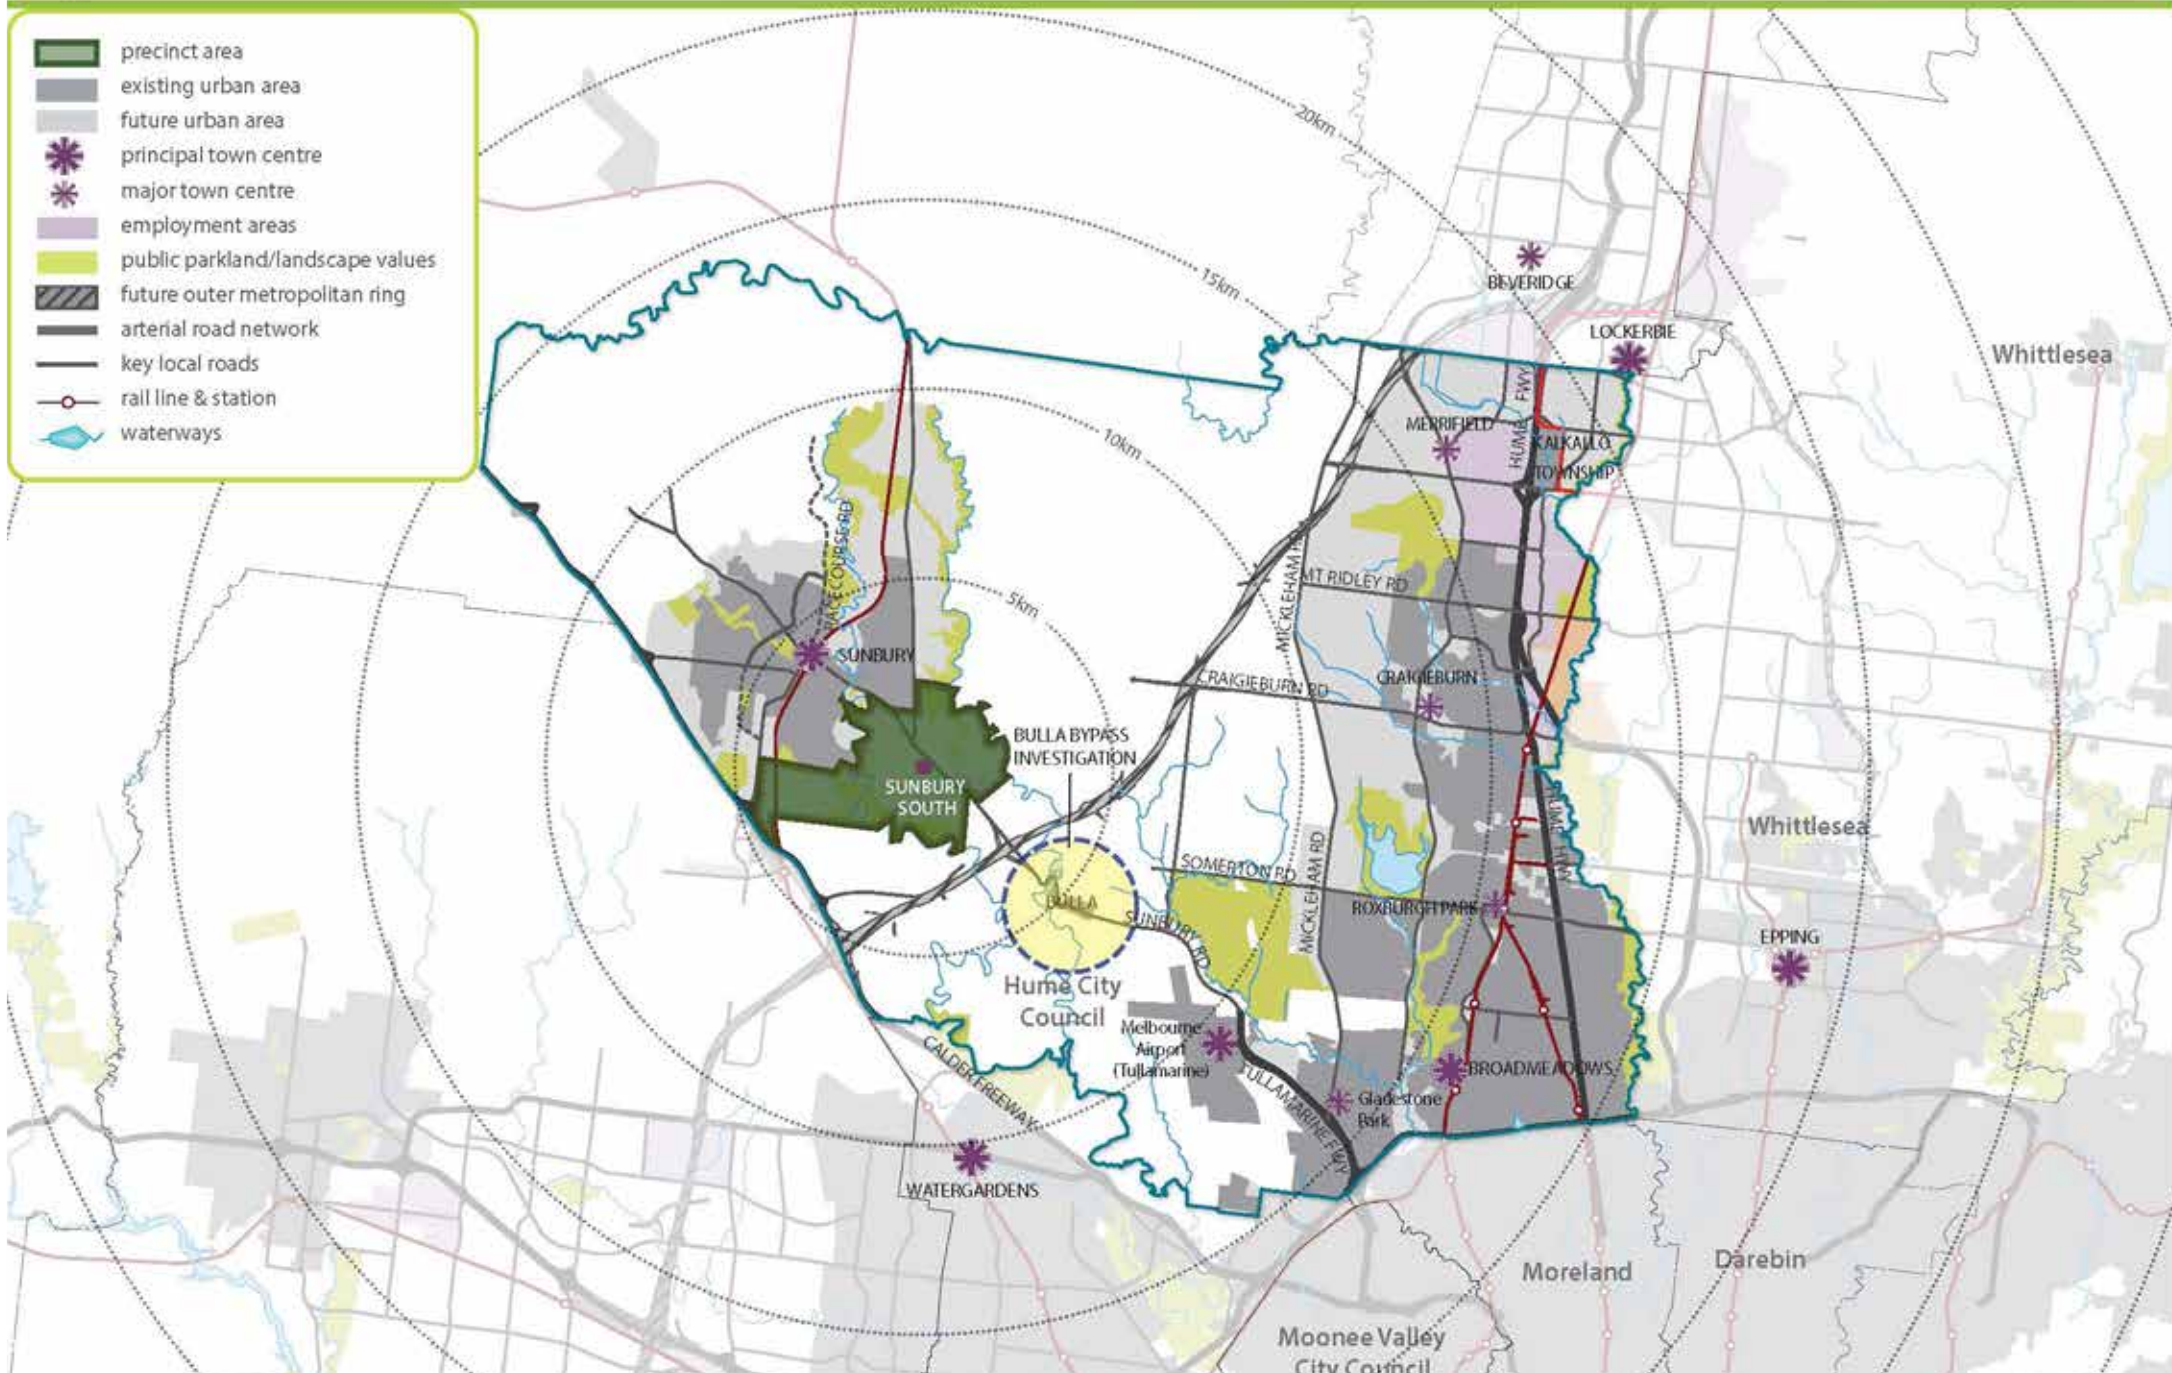 precinct area
existing urban area
future urban area
principal town centre
major town centre
employment areas
public parkland/landscape values
future outer metropolitan ring
arterial road network
key local roads
rail line & station
waterways
20km
15km
10km
5km
BEVERIDGE
LOCKERBIE
Whittlesea
HUME FWY
MERRIFIELD
KALKALLO
TOWNSHIP
RACECOURSE RD
MICKLEHAM RD
MT RIDLEY RD
SUNBURY
CRAIGIEBURN RD
CRAIGIEBURN
BULLA BYPASS
INVESTIGATION
SUNBURY
SOUTH
HUME HWY
Whittlesea
SOMERTON RD
MICKLEHAM RD
BULLA
SUNBURY RD
ROXBURGH PARK
EPPING
Hume City
Council
Melbourne
Airport
(Tullamarine)
CALDER FREEWAY
TULLAMARINE FWY
BROADMEADOWS
Gladestone
Park
WATERGARDENS
Moreland
Darebin
Moonee Valley
City Council